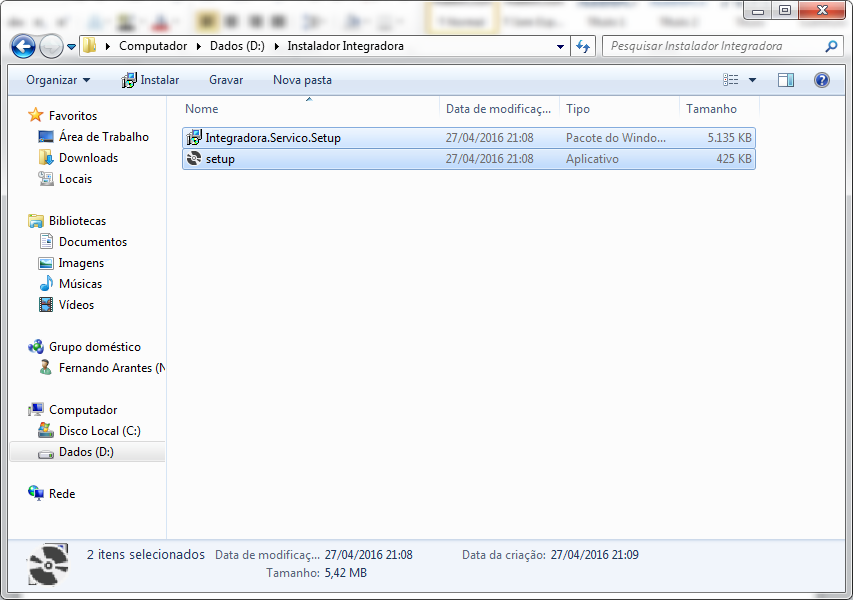 Computador Dados (D:) Instalador Integradora Pesquisar Instalador Integradora
Organizar Instalar Gravar Nova pasta
Nome Data de modificaç... Tipo Tamanho
Integradora.Servico.Setup 27/04/2016 21:08 Pacote do Windo... 5.135 KB
setup 27/04/2016 21:08 Aplicativo 425 KB
Favoritos
Área de Trabalho
Downloads
Locais
Bibliotecas
Documentos
Imagens
Músicas
Vídeos
Grupo doméstico
Fernando Arantes (N
Computador
Disco Local (C:)
Dados (D:)
Rede
2 itens selecionados Data de modificaç... 27/04/2016 21:08 Data da criação: 27/04/2016 21:09
Tamanho: 5,42 MB